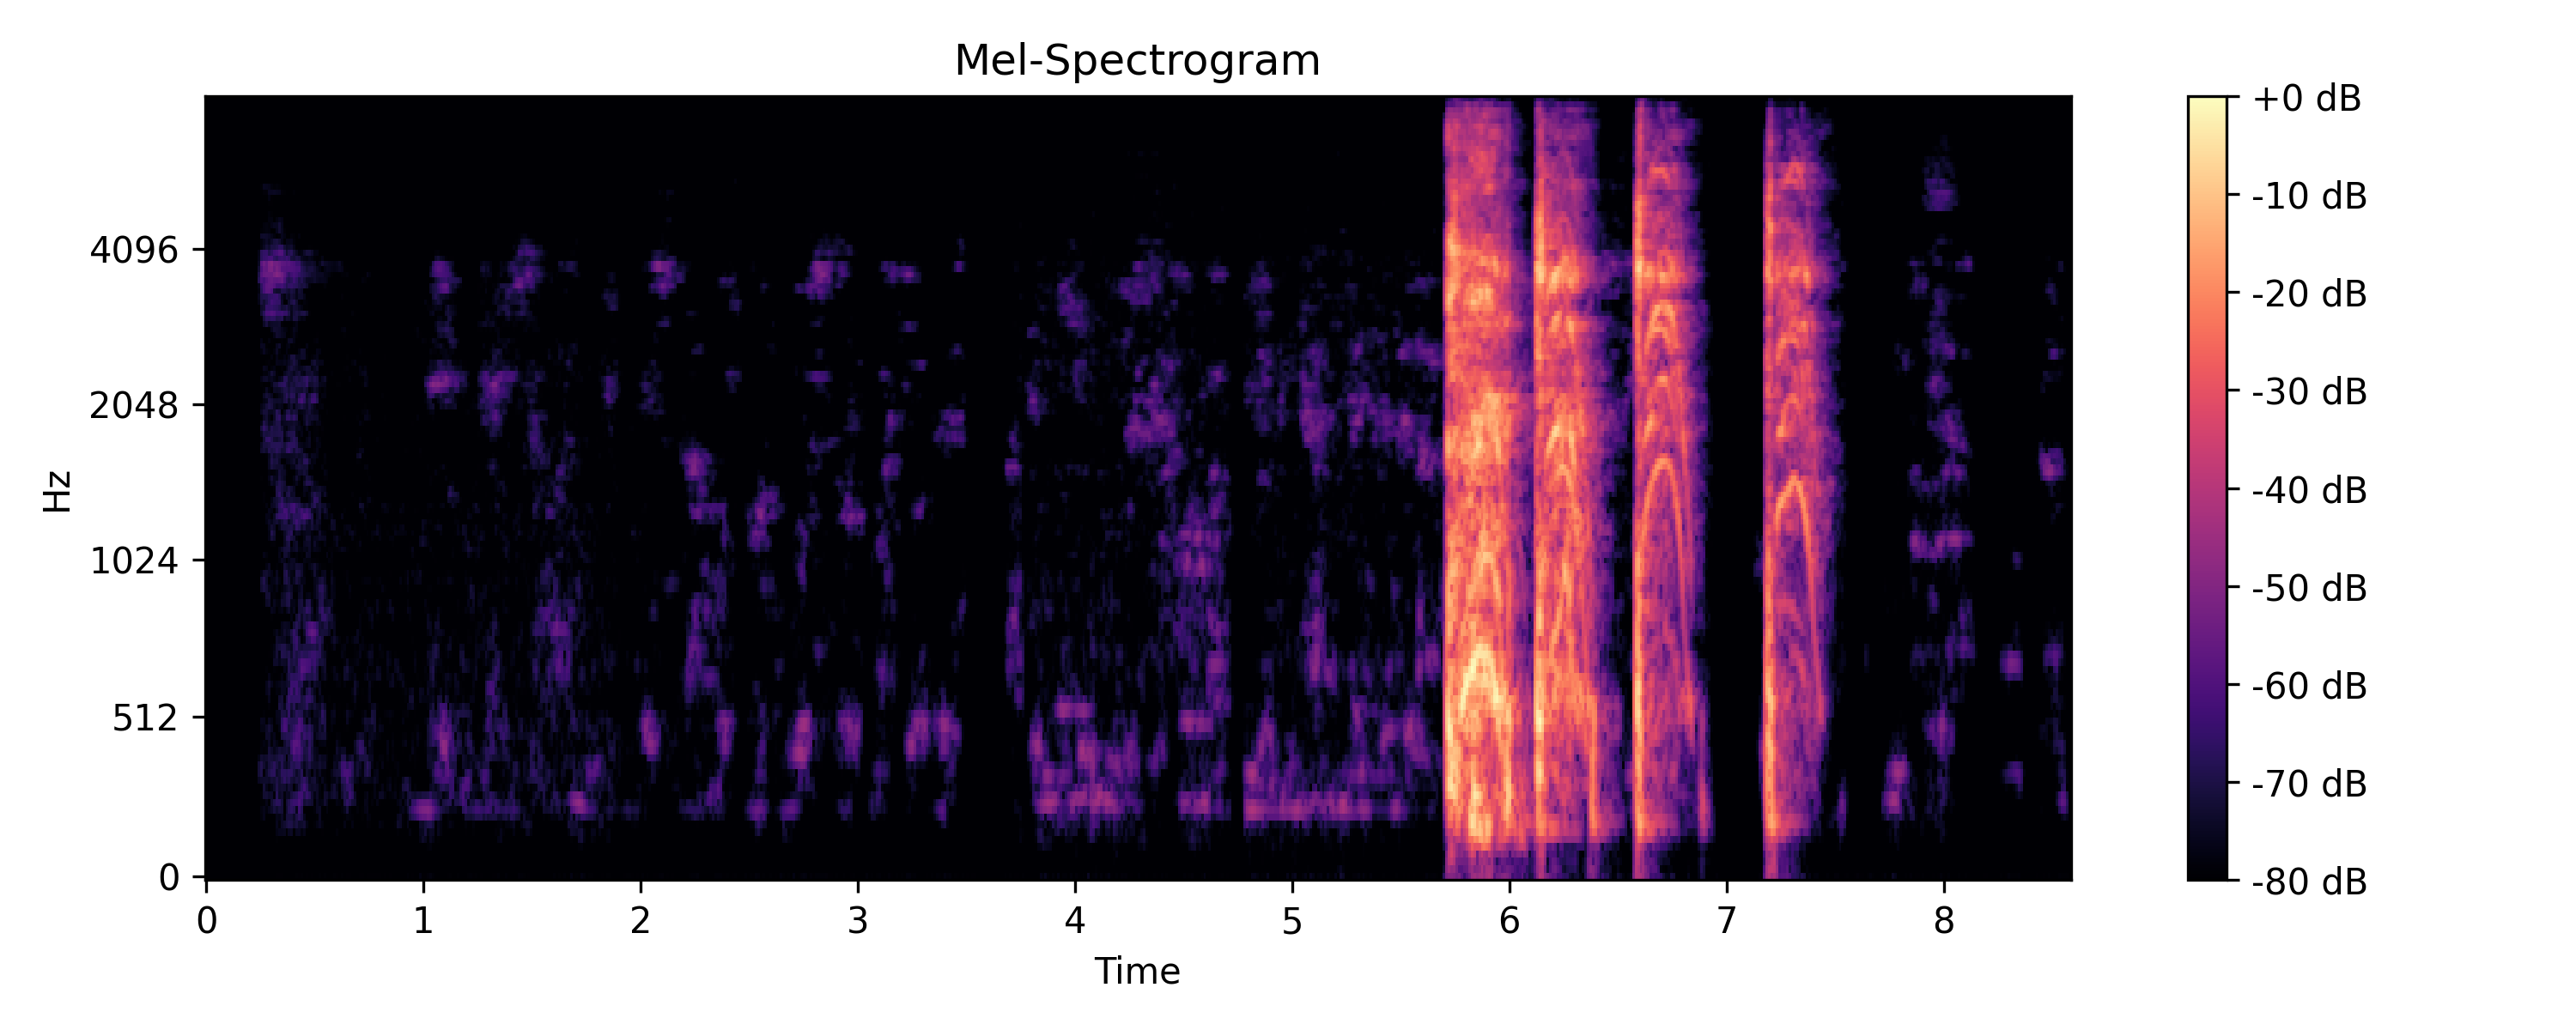 Mel-Spectrogram
+0 dB
-10 dB
-20 dB
-30 dB
-40 dB
-50 dB
-60 dB
-70 dB
-80 dB
Hz
4096
2048
1024
512
0
0 1 2 3 4 5 6 7 8
Time